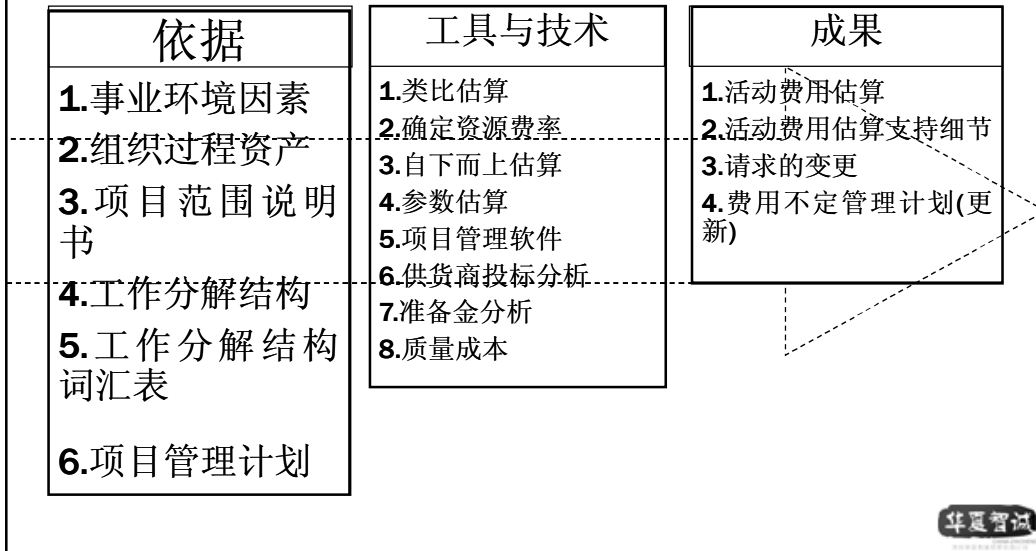 依据
1.事业环境因素
2.组织过程资产
3.项目范围说明
书
4.工作分解结构
5.工作分解结构
词汇表
6.项目管理计划
工具与技术
1.类比估算
2.确定资源费率
3.自下而上估算
4.参数估算
5.项目管理软件
6.供货商投标分析
7.准备金分析
8.质量成本
成果
1.活动费用估算
2.活动费用估算支持细节
3.请求的变更
4.费用不定管理计划(更
新)
华夏智诚